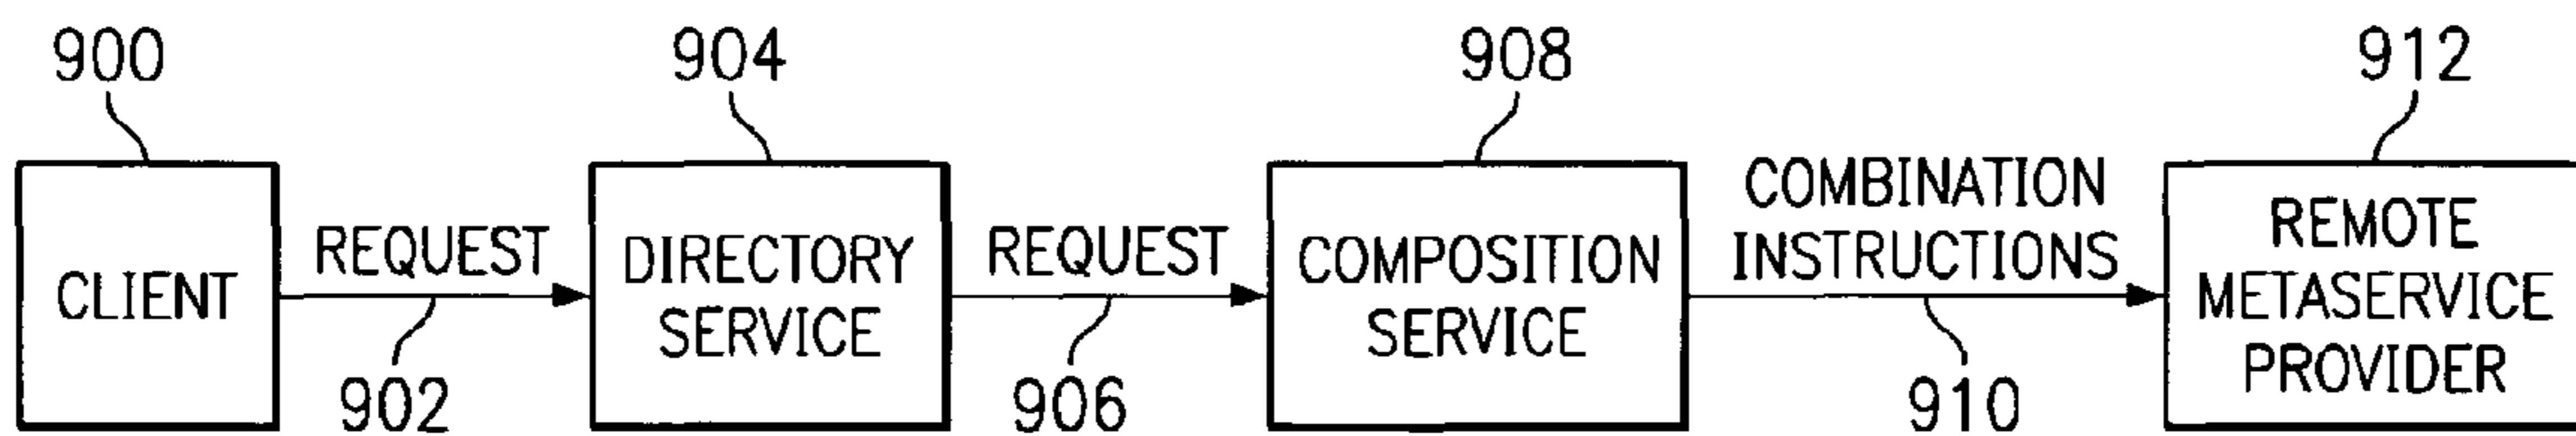 900
904
908
912
CLIENT
REQUEST
902
DIRECTORY
SERVICE
REQUEST
906
COMPOSITION
SERVICE
COMBINATION
INSTRUCTIONS
910
REMOTE
METASERVICE
PROVIDER